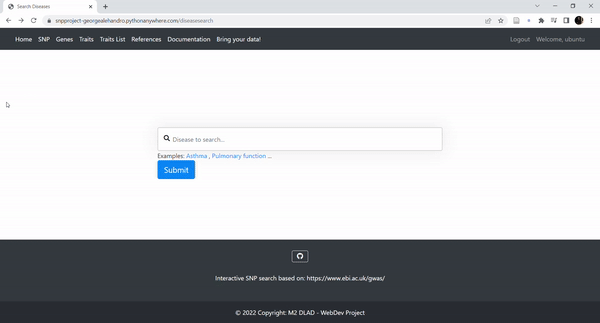 Search Diseases
snpproject-georgealehandro.pythonanywhere.com/diseasesearch
Home SNP Genes Traits Traits List References Documentation Bring your data! Logout Welcome, ubuntu
Disease to search...
Examples: Asthma , Pulmonary function ...
Submit
Interactive SNP search based on: https://www.ebi.ac.uk/gwas/
© 2022 Copyright: M2 DLAD - WebDev Project